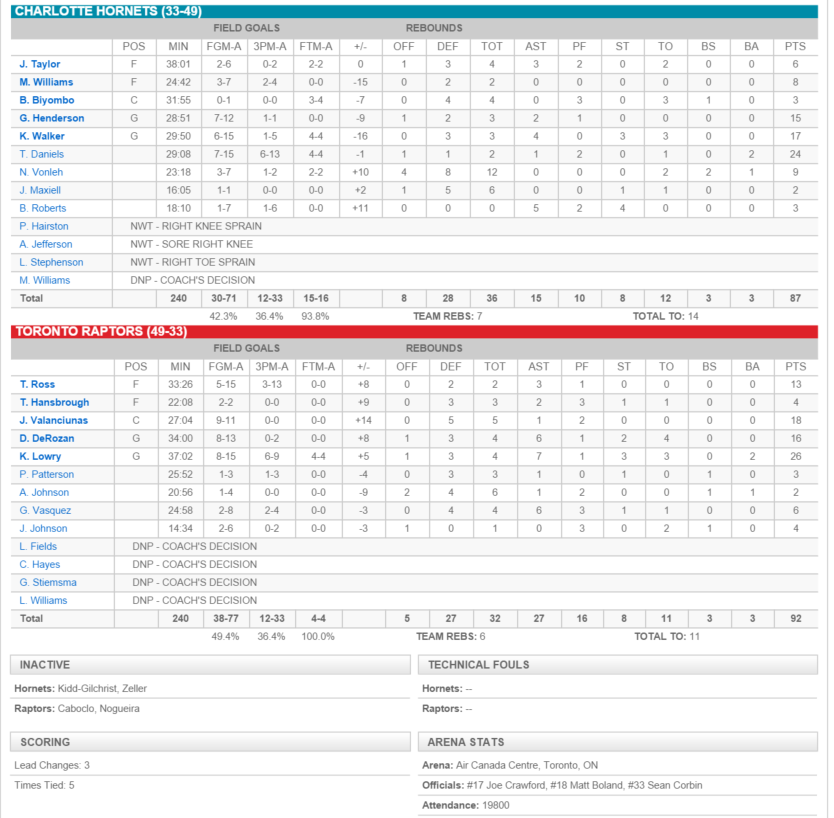 CHARLOTTE HORNETS (33-49)
FIELD GOALS REBOUNDS
POS MIN FGM-A 3PM-A FTM-A +/- OFF DEF TOT AST PF ST TO BS BA PTS
J. Taylor F 38:01 2-6 0-2 2-2 0 1 3 4 3 2 0 2 0 0 6
M. Williams F 24:42 3-7 2-4 0-0 -15 0 2 2 0 0 0 0 0 0 8
B. Biyombo C 31:55 0-1 0-0 3-4 -7 0 4 4 0 3 0 3 1 0 3
G. Henderson G 28:51 7-12 1-1 0-0 -9 1 2 3 2 1 0 0 0 0 15
K. Walker G 29:50 6-15 1-5 4-4 -16 0 3 3 4 0 3 3 0 0 17
T. Daniels 29:08 7-15 6-13 4-4 -1 1 1 2 1 2 0 1 0 2 24
N. Vonleh 23:18 3-7 1-2 2-2 +10 4 8 12 0 0 0 2 2 1 9
J. Maxiell 16:05 1-1 0-0 0-0 +2 1 5 6 0 0 1 1 0 0 2
B. Roberts 18:10 1-7 1-6 0-0 +11 0 0 0 5 2 4 0 0 0 3
P. Hairston NWT - RIGHT KNEE SPRAIN
A. Jefferson NWT - SORE RIGHT KNEE
L. Stephenson NWT - RIGHT TOE SPRAIN
M. Williams DNP - COACH'S DECISION
Total 240 30-71 12-33 15-16 8 28 36 15 10 8 12 3 3 87
42.3% 36.4% 93.8% TEAM REBS: 7 TOTAL TO: 14
TORONTO RAPTORS (49-33)
FIELD GOALS REBOUNDS
POS MIN FGM-A 3PM-A FTM-A +/- OFF DEF TOT AST PF ST TO BS BA PTS
T. Ross F 33:26 5-15 3-13 0-0 +8 0 2 2 3 1 0 0 0 0 13
T. Hansbrough F 22:08 2-2 0-0 0-0 +9 0 3 3 2 3 1 1 0 0 4
J. Valanciunas C 27:04 9-11 0-0 0-0 +14 0 5 5 1 2 0 0 0 0 18
D. DeRozan G 34:00 8-13 0-2 0-0 +8 1 3 4 6 1 2 4 0 0 16
K. Lowry G 37:02 8-15 6-9 4-4 +5 1 3 4 7 1 3 3 0 2 26
P. Patterson 25:52 1-3 1-3 0-0 -4 0 3 3 1 0 1 0 1 0 3
A. Johnson 20:56 1-4 0-0 0-0 -9 2 4 6 1 2 0 0 1 1 2
G. Vasquez 24:58 2-8 2-4 0-0 -3 0 4 4 6 3 1 1 0 0 6
J. Johnson 14:34 2-6 0-2 0-0 -3 1 0 1 0 3 0 2 1 0 4
L. Fields DNP - COACH'S DECISION
C. Hayes DNP - COACH'S DECISION
G. Stiemsma DNP - COACH'S DECISION
L. Williams DNP - COACH'S DECISION
Total 240 38-77 12-33 4-4 5 27 32 27 16 8 11 3 3 92
49.4% 36.4% 100.0% TEAM REBS: 6 TOTAL TO: 11
INACTIVE
Hornets: Kidd-Gilchrist, Zeller
Raptors: Caboclo, Nogueira
TECHNICAL FOULS
Hornets: --
Raptors: --
SCORING
Lead Changes: 3
Times Tied: 5
ARENA STATS
Arena: Air Canada Centre, Toronto, ON
Officials: #17 Joe Crawford, #18 Matt Boland, #33 Sean Corbin
Attendance: 19800